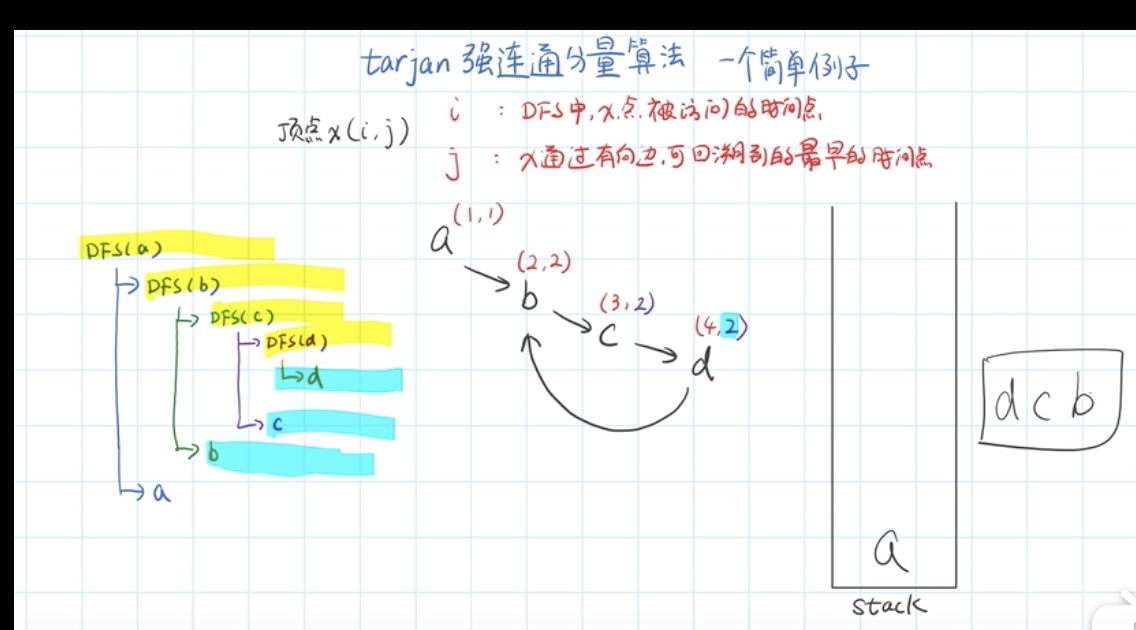 tarjan 强连通分量算法 一个简单例子
顶点x(i,j)
i : DFS中,x点.被访问的时间点
j : x通过有向边,可回溯到的最早的时间点
DFS(a)
DFS(b)
DFS(c)
DFS(d)
d
c
b
a
a (1,1)
b (2,2)
c (3,2)
d (4,2)
a
stack
d c b